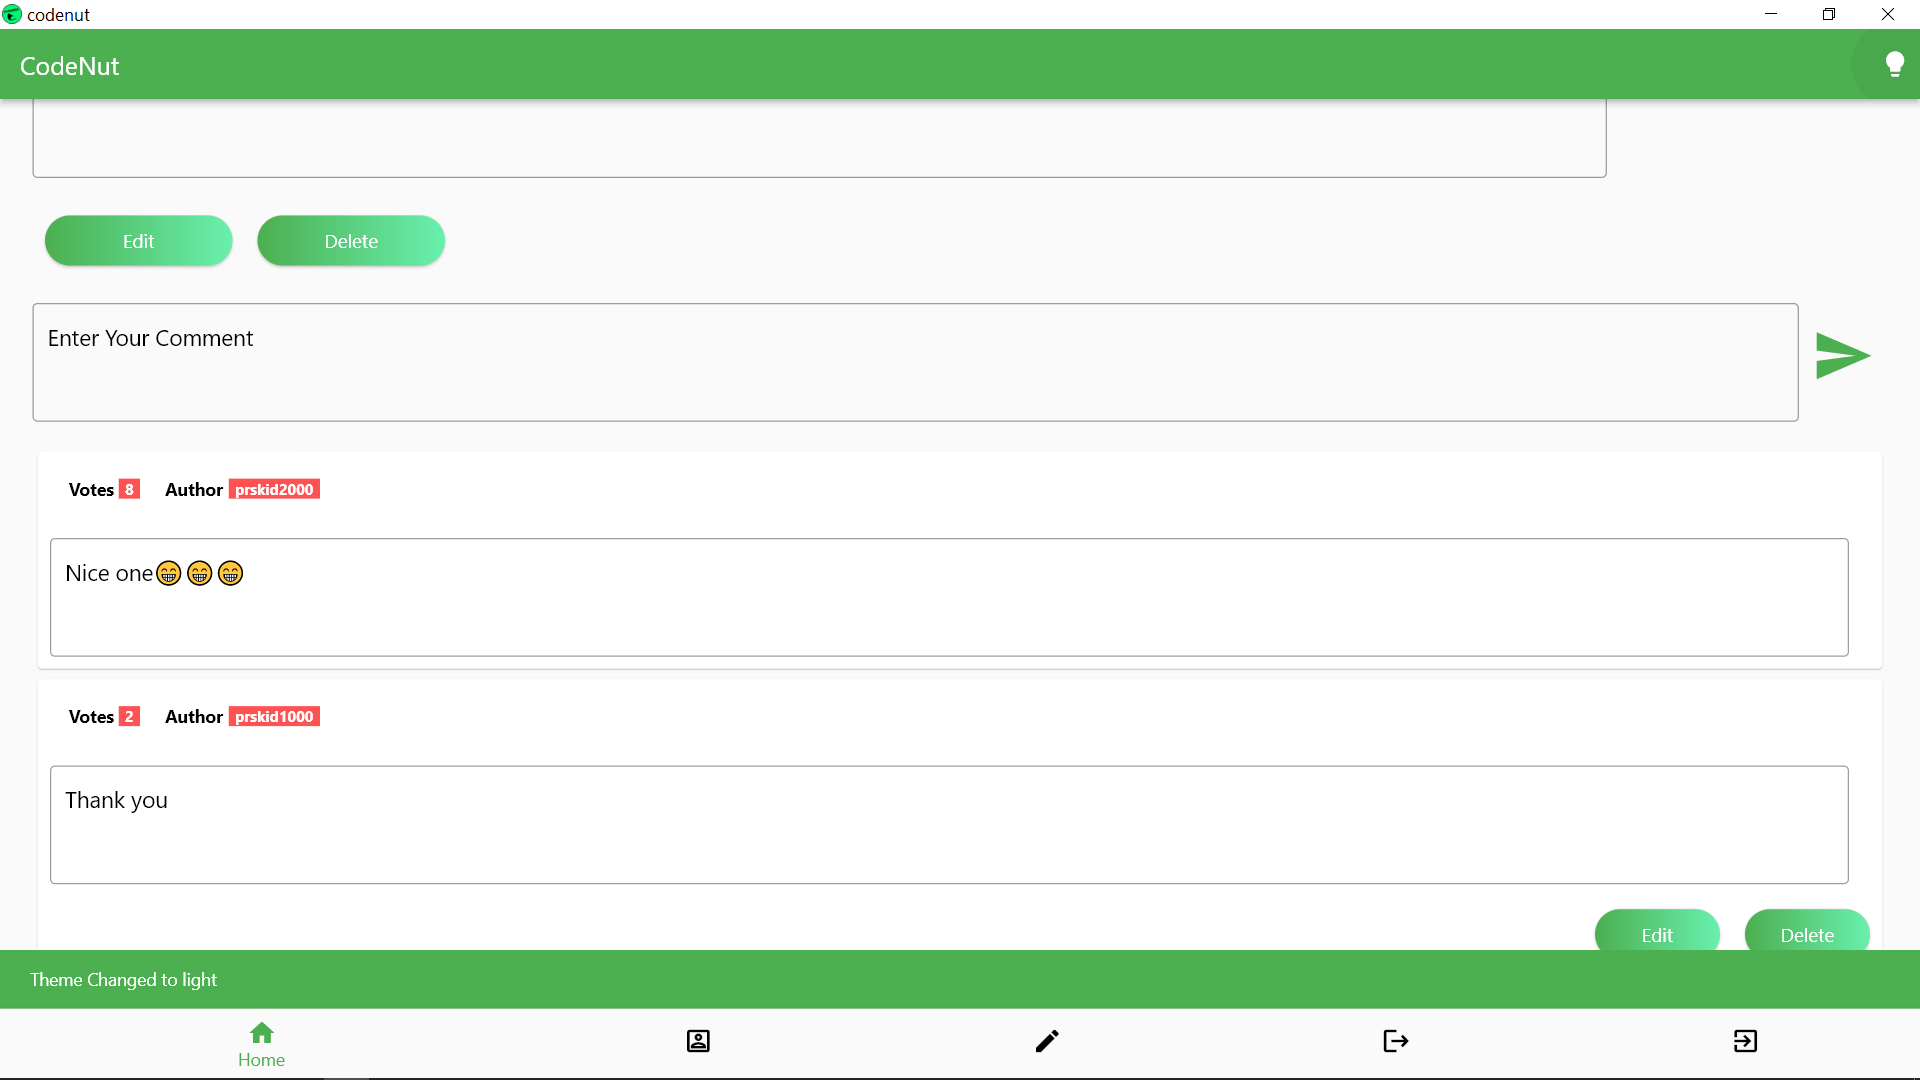 codenut
CodeNut
Edit Delete
Enter Your Comment
Votes 8 Author prskid2000
Nice one😁😁😁
Votes 2 Author prskid1000
Thank you
Edit Delete
Theme Changed to light
Home